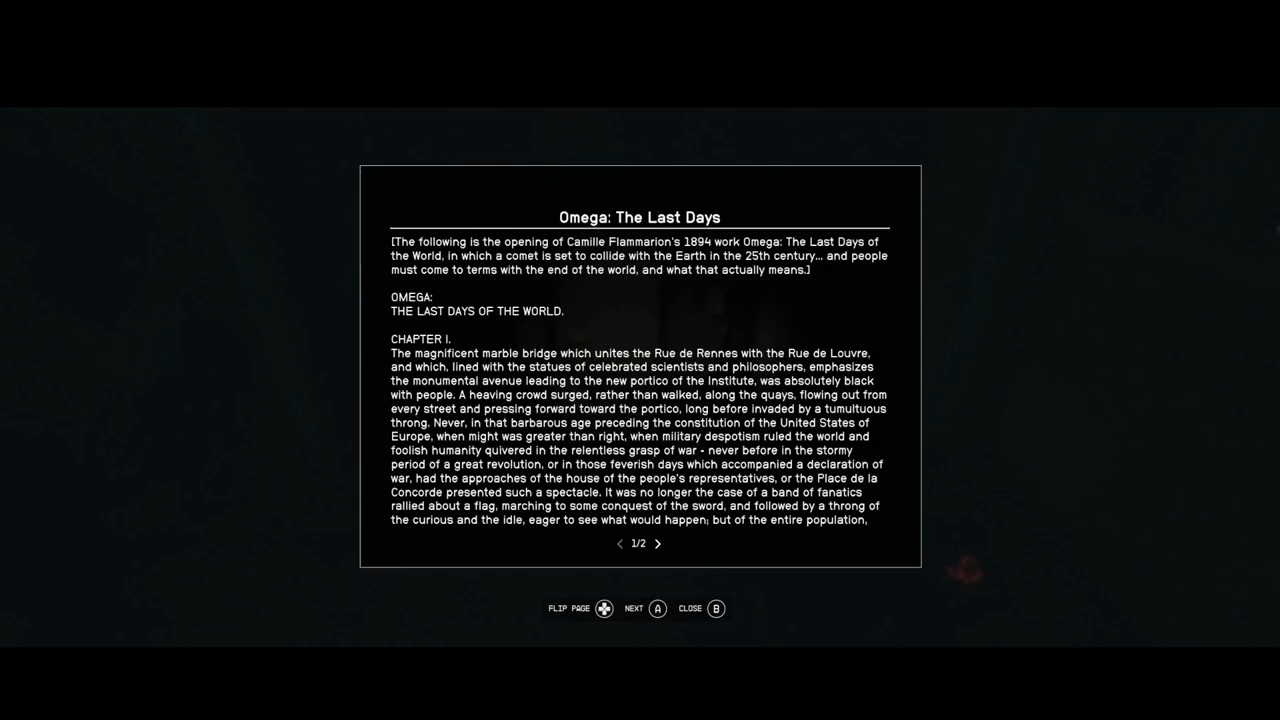 Omega: The Last Days
[The following is the opening of Camille Flammarion's 1894 work Omega: The Last Days of
the World, in which a comet is set to collide with the Earth in the 25th century... and people
must come to terms with the end of the world, and what that actually means.]
OMEGA:
THE LAST DAYS OF THE WORLD.
CHAPTER I.
The magnificent marble bridge which unites the Rue de Rennes with the Rue de Louvre,
and which, lined with the statues of celebrated scientists and philosophers, emphasizes
the monumental avenue leading to the new portico of the Institute, was absolutely black
with people. A heaving crowd surged, rather than walked, along the quays, flowing out from
every street and pressing forward toward the portico, long before invaded by a tumultuous
throng. Never, in that barbarous age preceding the constitution of the United States of
Europe, when might was greater than right, when military despotism ruled the world and
foolish humanity quivered in the relentless grasp of war - never before in the stormy
period of a great revolution, or in those feverish days which accompanied a declaration of
war, had the approaches of the house of the people's representatives, or the Place de la
Concorde presented such a spectacle. It was no longer the case of a band of fanatics
rallied about a flag, marching to some conquest of the sword, and followed by a throng of
the curious and the idle, eager to see what would happen; but of the entire population,
< 1/2 >
FLIP PAGE NEXT A CLOSE B